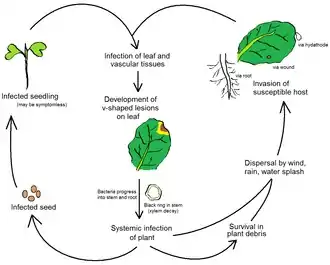 via hydathode
Infection of leaf and
vascular tissues
via wound
via root
Invasion of
susceptible host
Infected seedling
(may be symptomless)
Development of
v-shaped lesions
on leaf
Dispersal by wind,
rain, water splash
Bacteria progress
into stem and root
Black ring in stem
(xylem decay)
Infected seed
Systemic infection
of plant
Survival in
plant debris